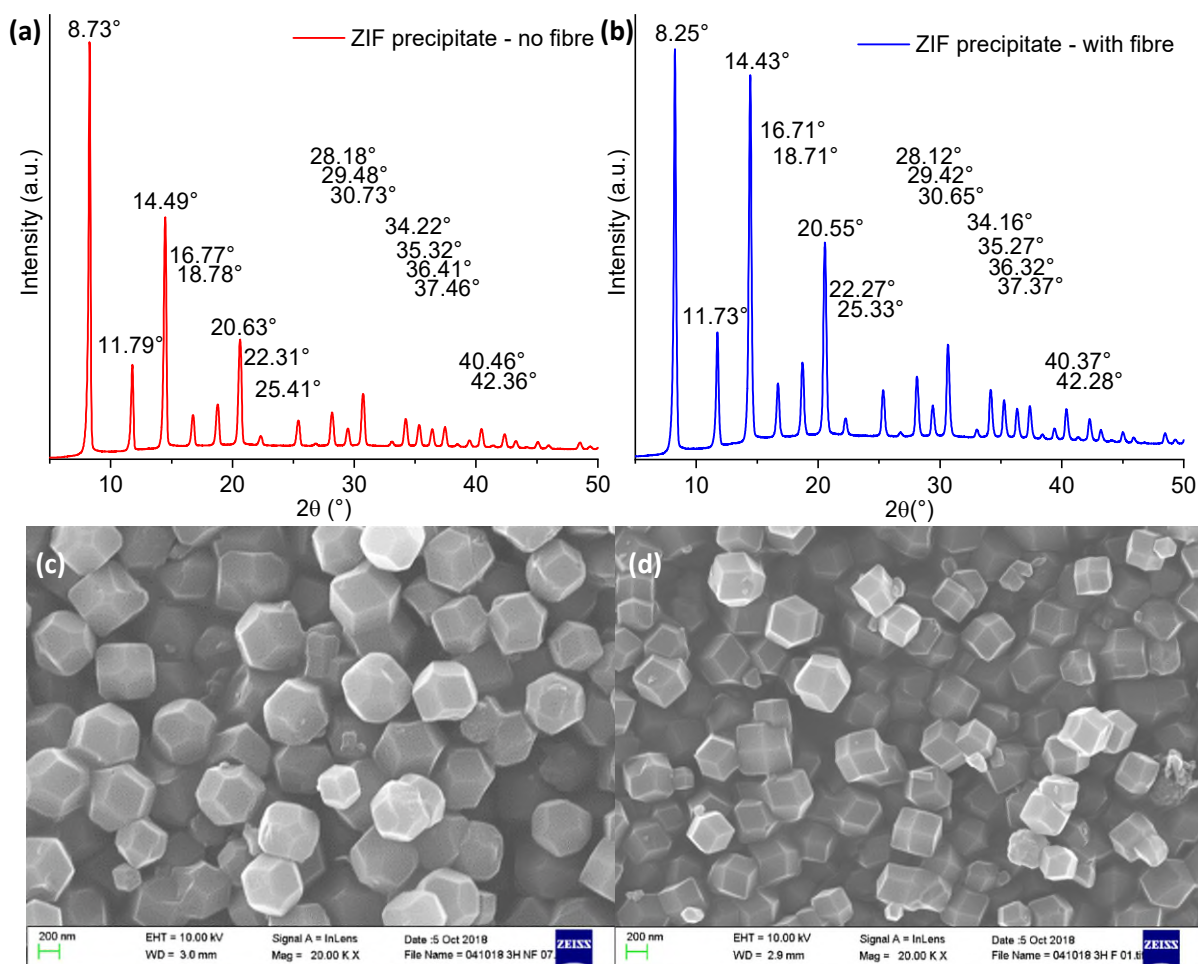 (a)
ZIF precipitate - no fibre
8.73°
14.49°
11.79°
16.77°
18.78°
20.63°
22.31°
25.41°
28.18°
29.48°
30.73°
34.22°
35.32°
36.41°
37.46°
40.46°
42.36°
Intensity (a.u.)
10 20 30 40 50
2θ (°)
(b)
ZIF precipitate - with fibre
8.25°
14.43°
11.73°
16.71°
18.71°
20.55°
22.27°
25.33°
28.12°
29.42°
30.65°
34.16°
35.27°
36.32°
37.37°
40.37°
42.28°
Intensity (a.u.)
10 20 30 40 50
2θ(°)
(c)
200 nm
EHT = 10.00 kV
WD = 3.0 mm
Signal A = InLens
Mag = 20.00 K X
Date :5 Oct 2018
File Name = 041018 3H NF 07.
ZEISS
(d)
200 nm
EHT = 10.00 kV
WD = 2.9 mm
Signal A = InLens
Mag = 20.00 K X
Date :5 Oct 2018
File Name = 041018 3H F 01.tif
ZEISS